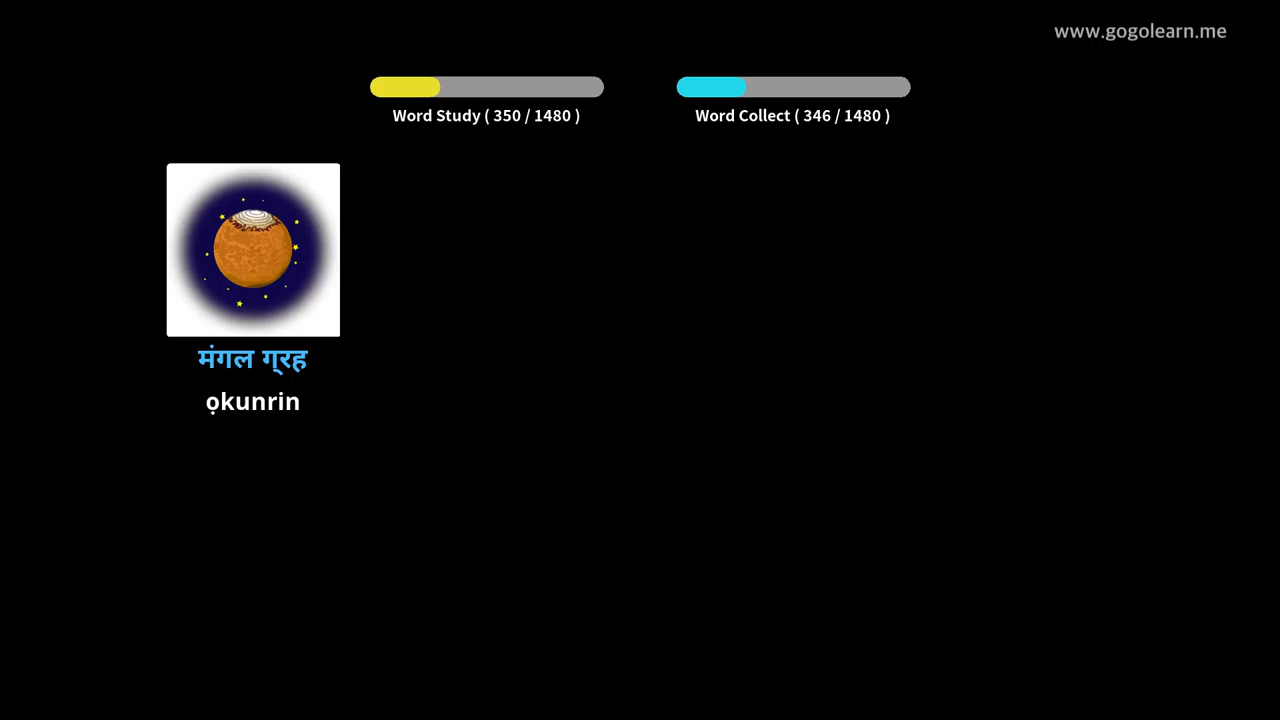 www.gogolearn.me
Word Study ( 350 / 1480 )
Word Collect ( 346 / 1480 )
मंगल ग्रह
ọkunrin